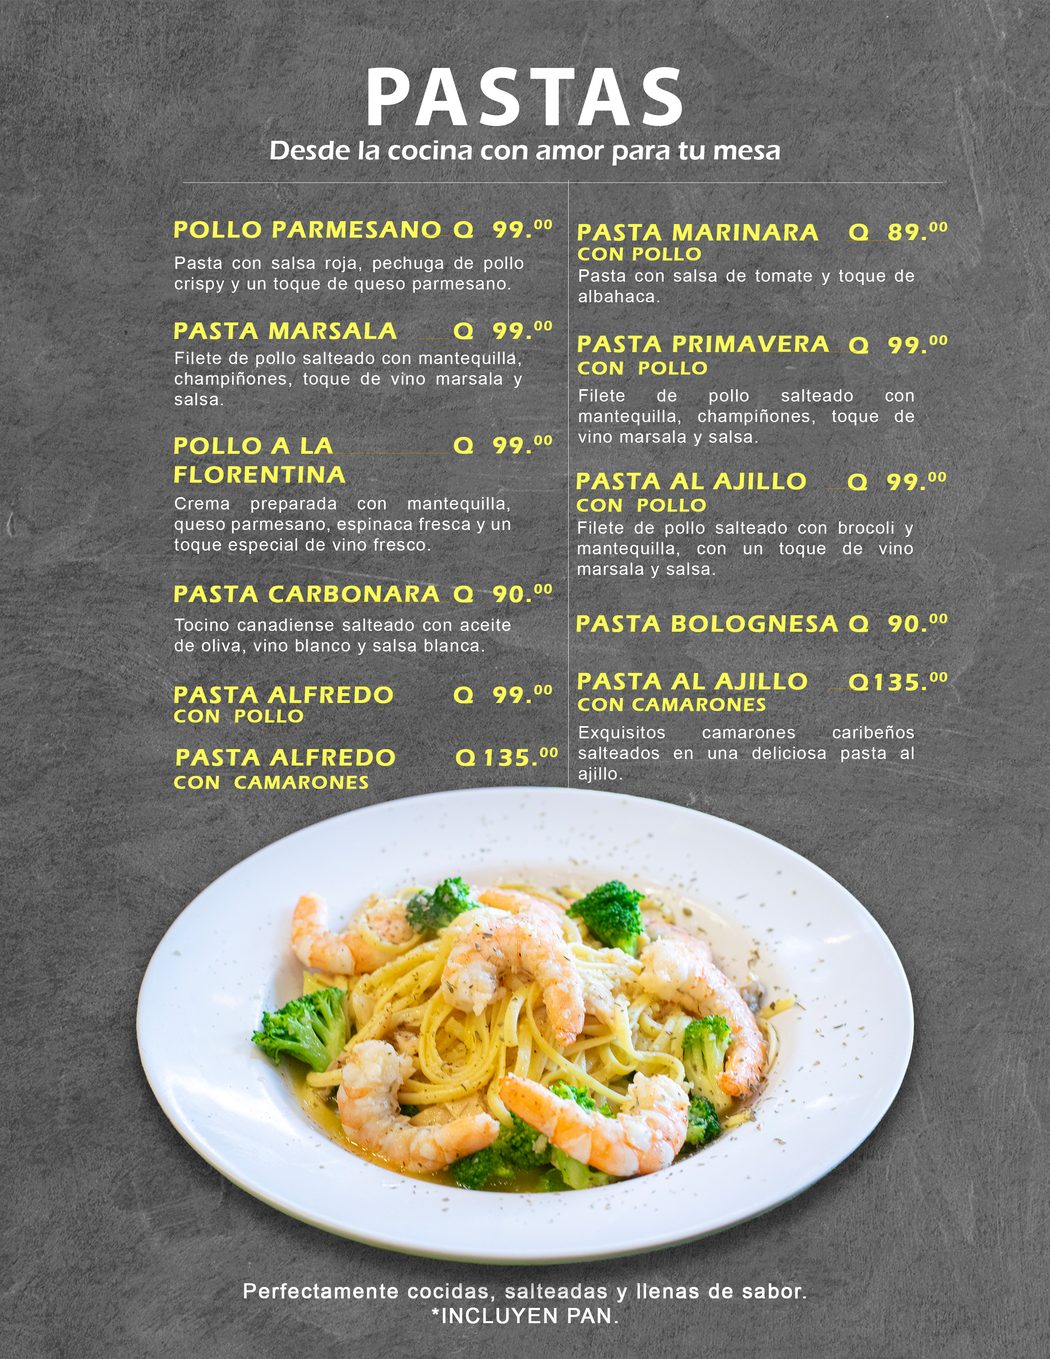 PASTAS
Desde la cocina con amor para tu mesa
POLLO PARMESANO Q 99.00
Pasta con salsa roja, pechuga de pollo
crispy y un toque de queso parmesano.
PASTA MARSALA Q 99.00
Filete de pollo salteado con mantequilla,
champiñones, toque de vino marsala y
salsa.
POLLO A LA Q 99.00
FLORENTINA
Crema preparada con mantequilla,
queso parmesano, espinaca fresca y un
toque especial de vino fresco.
PASTA CARBONARA Q 90.00
Tocino canadiense salteado con aceite
de oliva, vino blanco y salsa blanca.
PASTA ALFREDO Q 99.00
CON POLLO
PASTA ALFREDO Q 135.00
CON CAMARONES
PASTA MARINARA Q 89.00
CON POLLO
Pasta con salsa de tomate y toque de
albahaca.
PASTA PRIMAVERA Q 99.00
CON POLLO
Filete de pollo salteado con
mantequilla, champiñones, toque de
vino marsala y salsa.
PASTA AL AJILLO Q 99.00
CON POLLO
Filete de pollo salteado con brocoli y
mantequilla, con un toque de vino
marsala y salsa.
PASTA BOLOGNESA Q 90.00
PASTA AL AJILLO Q135.00
CON CAMARONES
Exquisitos camarones caribeños
salteados en una deliciosa pasta al
ajillo.
Perfectamente cocidas, salteadas y llenas de sabor.
*INCLUYEN PAN.